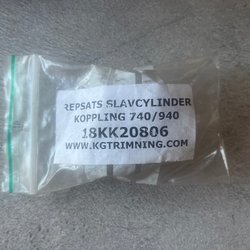 REPSATS SLAVCYLINDER
KOPPLING 740/940
18KK20806
WWW.KGTRIMNING.COM